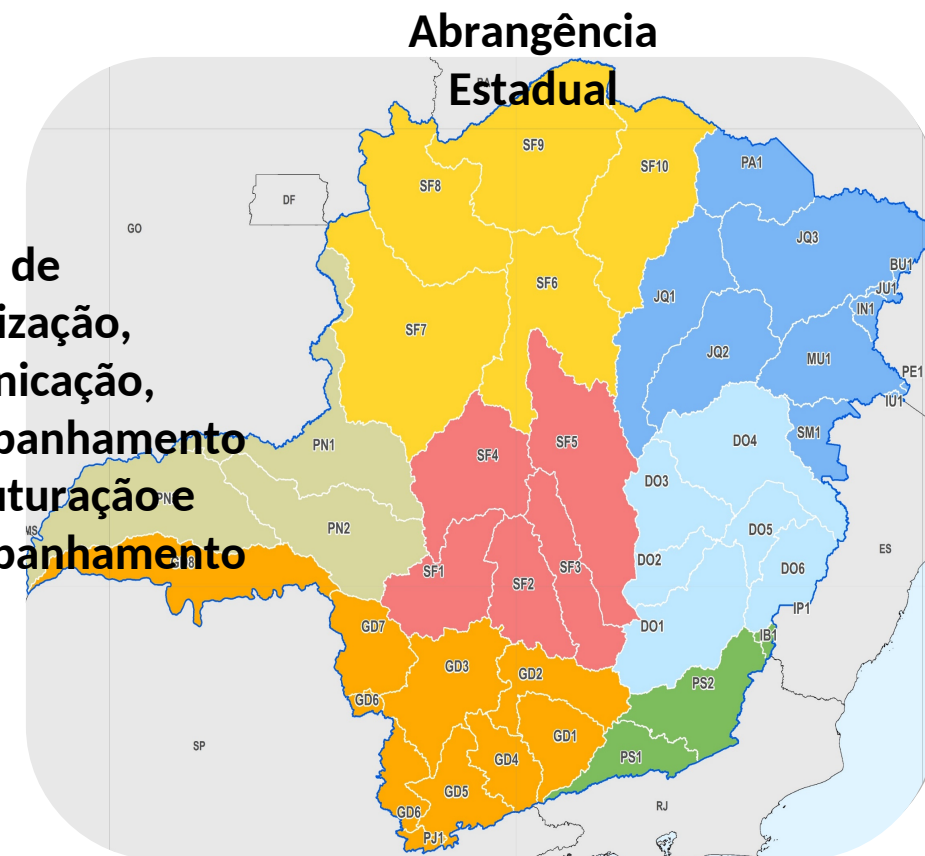 Abrangência
Estadual
SF9
SF10
PA1
SF8
DF
GO
JQ3
de
BU1
ização,
SF6
JU1
JQ1
IN1
SF7
nicação,
JQ2
MU1
PE1
IU1
panhamento
PN1
SF4
SF5
DO4
SM1
DO3
uturação e
PN2
DO5
MS
panhamento
SF1
SF2
SF3
DO2
DO6
ES
IP1
GD7
DO1
IB1
GD3
GD2
PS2
GD6
SP
GD1
PS1
GD4
GD5
GD6
RJ
PJ1